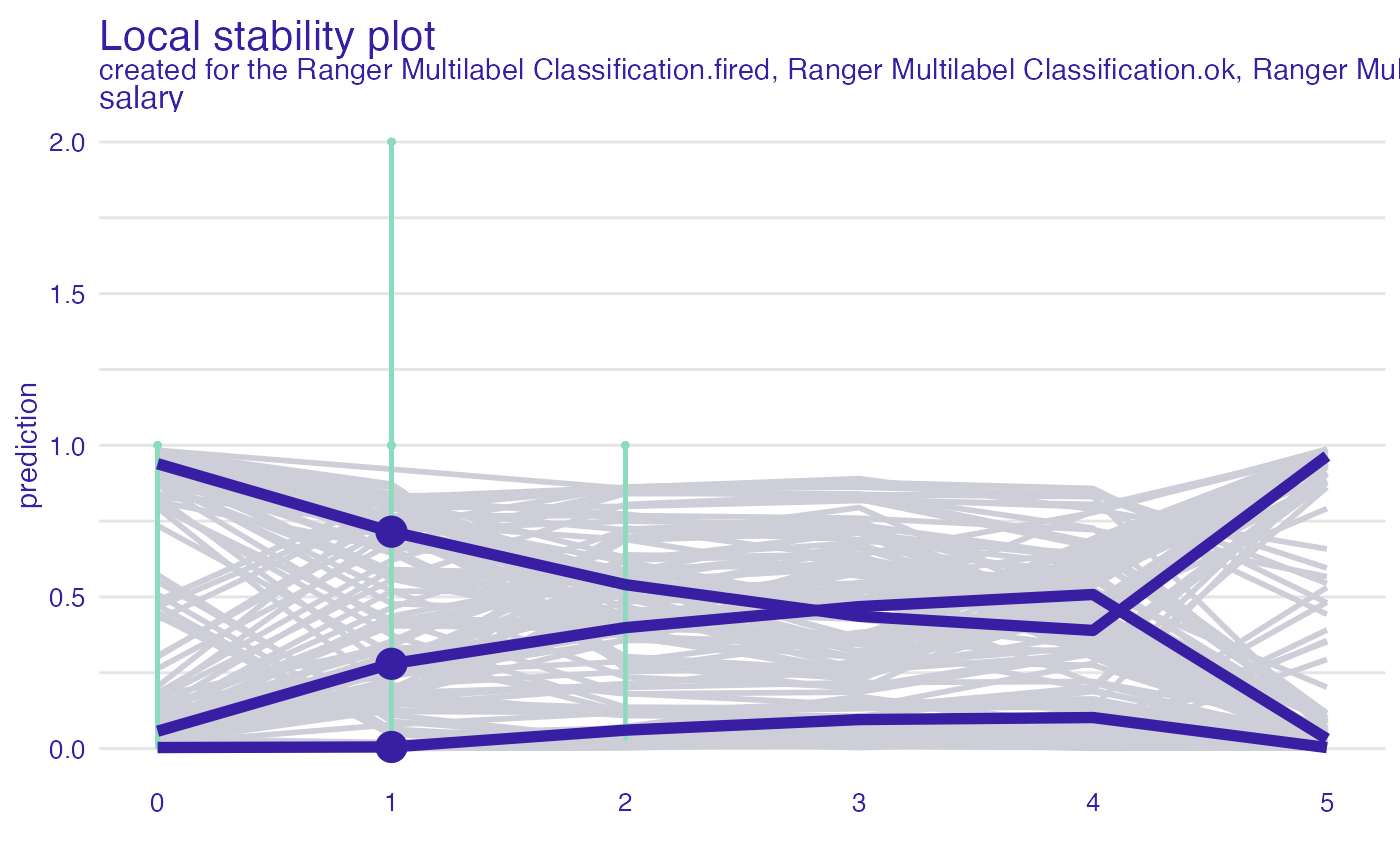 Local stability plot
created for the Ranger Multilabel Classification.fired, Ranger Multilabel Classification.ok, Ranger Mul
salary
2.0
1.5
1.0
0.5
0.0
prediction
0 1 2 3 4 5